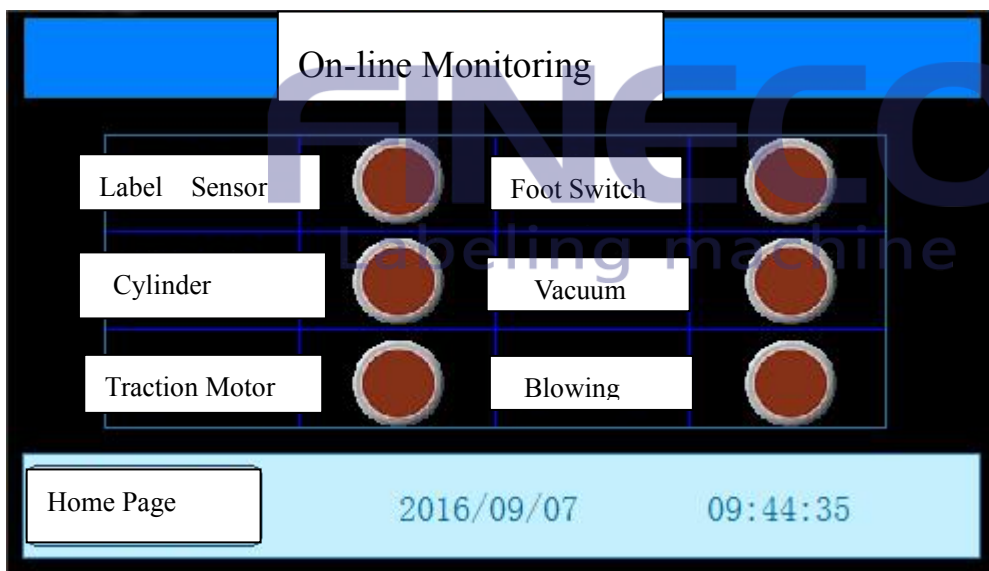 On-line Monitoring
FINECO
Label Sensor
Foot Switch
Labeling machine
Cylinder
Vacuum
Traction Motor
Blowing
Home Page
2016/09/07
09:44:35